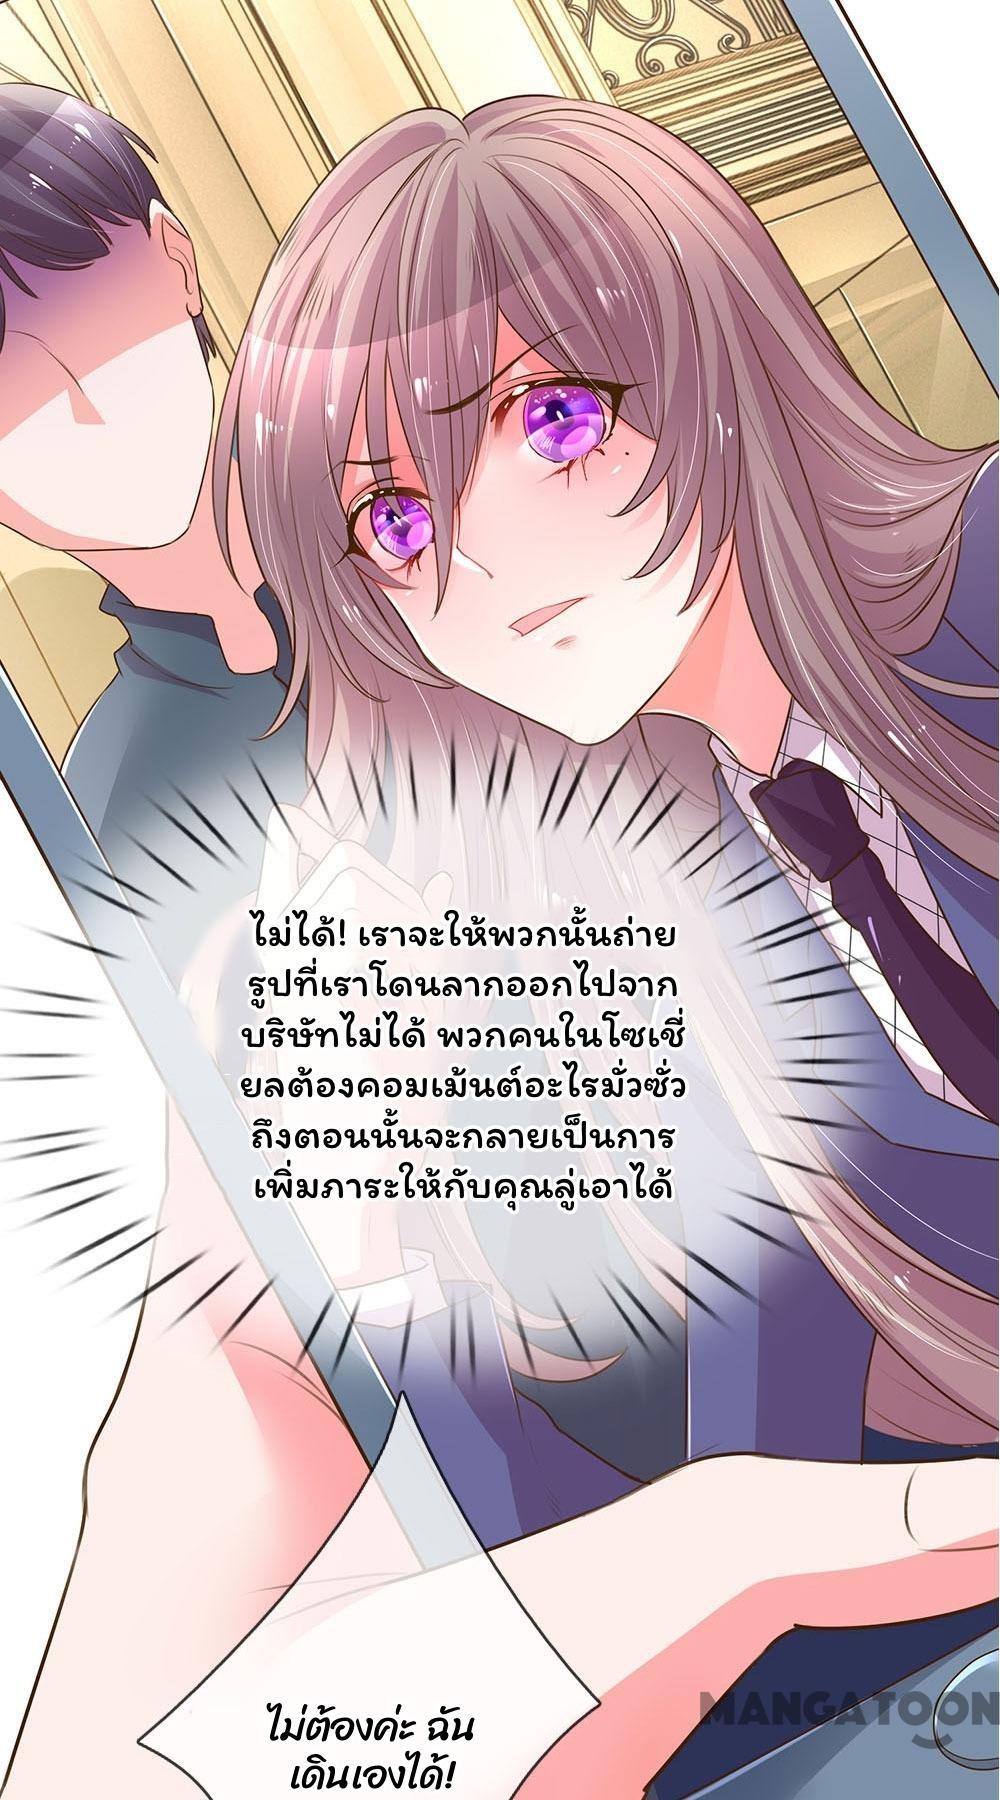 ไม่ได้! เราจะให้พวกนั้นถ่าย
รูปที่เราโดนลากออกไปจาก
บริษัทไม่ได้ พวกคนในโซเชี่
ยลต้องคอมเม้นต์อะไรมั่วซั่ว
ถึงตอนนั้นจะกลายเป็นการ
เพิ่มภาระให้กับคุณลู่เอาได้
MANGATOON
ไม่ต้องค่ะ ฉัน
เดินเองได้!